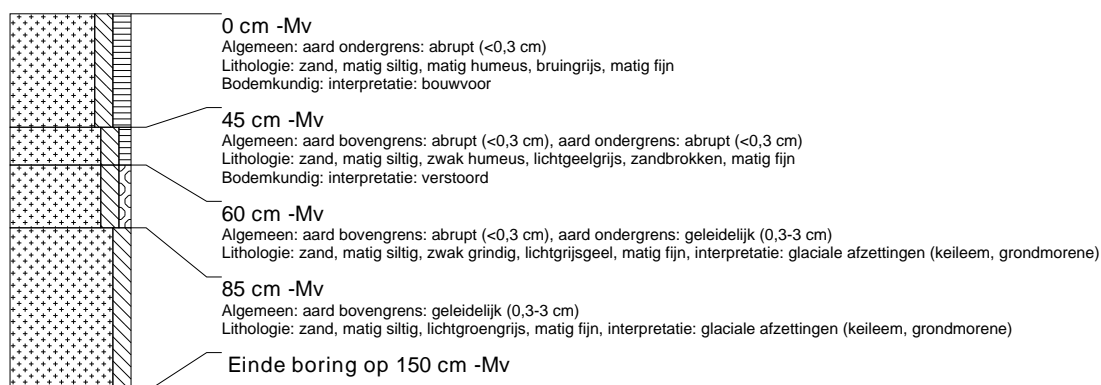 0 cm -Mv
Algemeen: aard ondergrens: abrupt (<0,3 cm)
Lithologie: zand, matig siltig, matig humeus, bruingrijs, matig fijn
Bodemkundig: interpretatie: bouwvoor
45 cm -Mv
Algemeen: aard bovengrens: abrupt (<0,3 cm), aard ondergrens: abrupt (<0,3 cm)
Lithologie: zand, matig siltig, zwak humeus, lichtgeelgrijs, zandbrokken, matig fijn
Bodemkundig: interpretatie: verstoord
60 cm -Mv
Algemeen: aard bovengrens: abrupt (<0,3 cm), aard ondergrens: geleidelijk (0,3-3 cm)
Lithologie: zand, matig siltig, zwak grindig, lichtgrijsgeel, matig fijn, interpretatie: glaciale afzettingen (keileem, grondmorene)
85 cm -Mv
Algemeen: aard bovengrens: geleidelijk (0,3-3 cm)
Lithologie: zand, matig siltig, lichtgroengrijs, matig fijn, interpretatie: glaciale afzettingen (keileem, grondmorene)
Einde boring op 150 cm -Mv